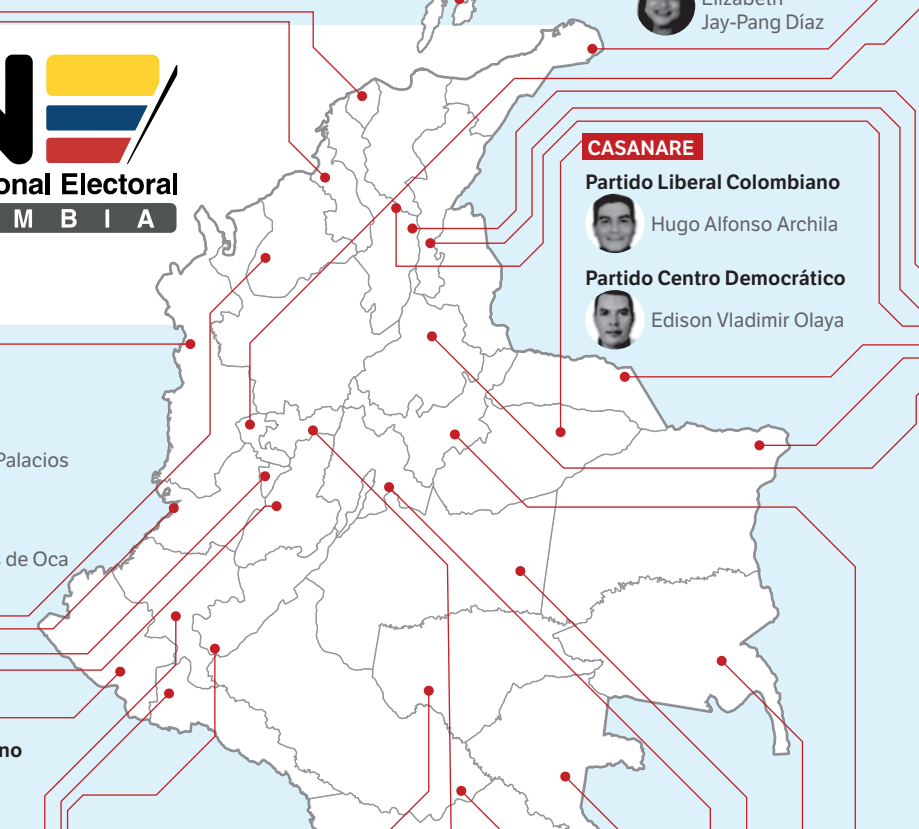 Jay-Pang Díaz
N
onal Electoral
M B I A
CASANARE
Partido Liberal Colombiano
Hugo Alfonso Archila
Partido Centro Democrático
Edison Vladimir Olaya
Palacios
de Oca
no